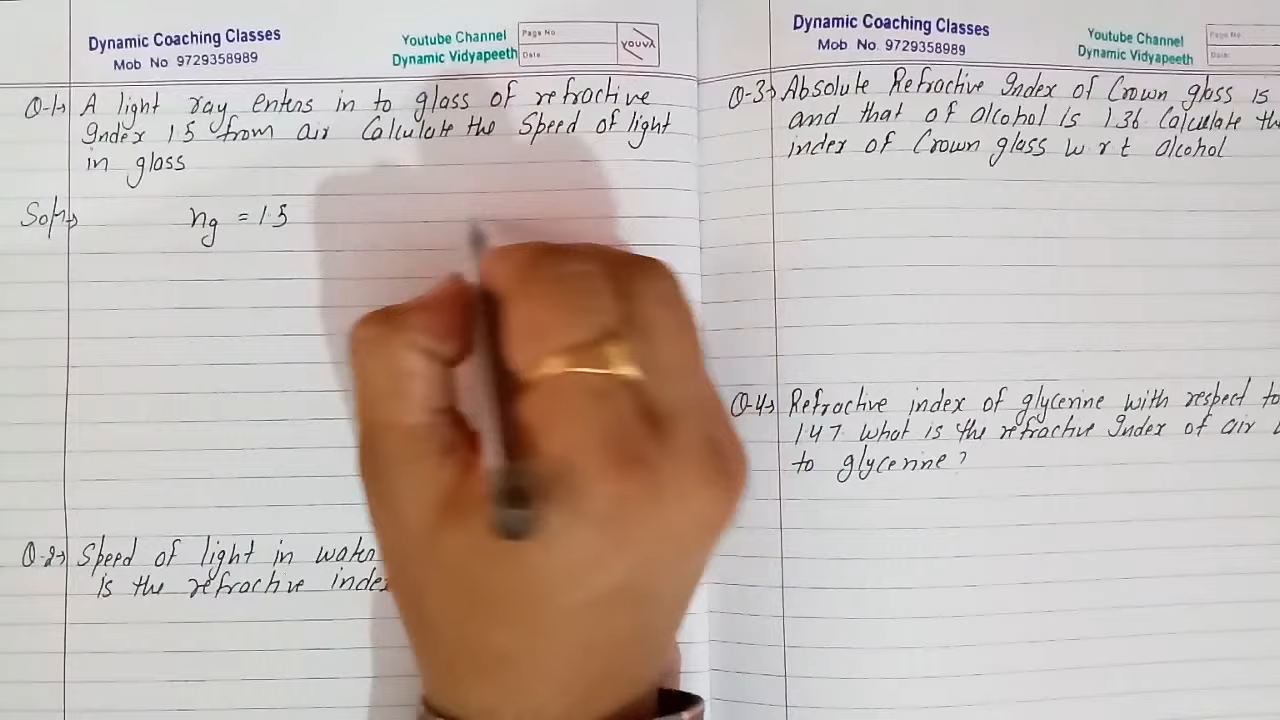 Dynamic Coaching Classes
Mob No 9729358989
Youtube Channel
Dynamic Vidyapeeth
Page No
Date
youva
Q-1→ A light ray enters in to glass of refractive
Index 1.5 from air Calculate the Speed of light
in glass
Soln→ ng = 1.5
Q-2→ Speed of light in water
is the refractive index
Dynamic Coaching Classes
Mob No. 9729358989
Youtube Channel
Dynamic Vidyapeeth
Page No
Date
Q-3→ Absolute Refractive Index of Crown glass is
and that of alcohol is 1.36 Calculate the
index of Crown glass w r t alcohol
Q-4→ Refractive index of glycerine with respect to
1.47. What is the refractive Index of air
to glycerine?